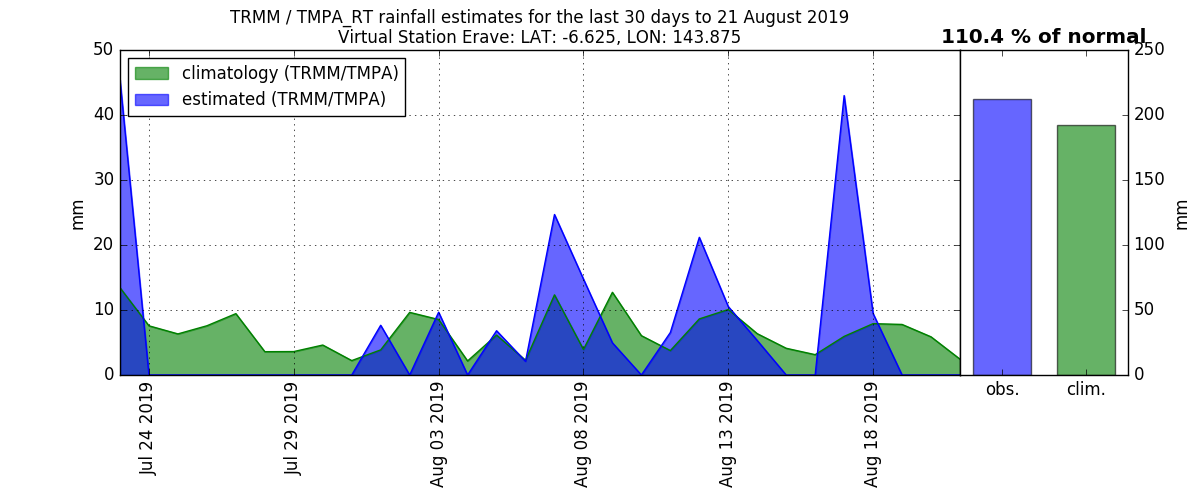 TRMM / TMPA_RT rainfall estimates for the last 30 days to 21 August 2019
Virtual Station Erave: LAT: -6.625, LON: 143.875
110.4 % of normal
climatology (TRMM/TMPA)
estimated (TRMM/TMPA)
50
40
30
20
10
0
mm
250
200
150
100
50
0
mm
Jul 24 2019
Jul 29 2019
Aug 03 2019
Aug 08 2019
Aug 13 2019
Aug 18 2019
obs.
clim.